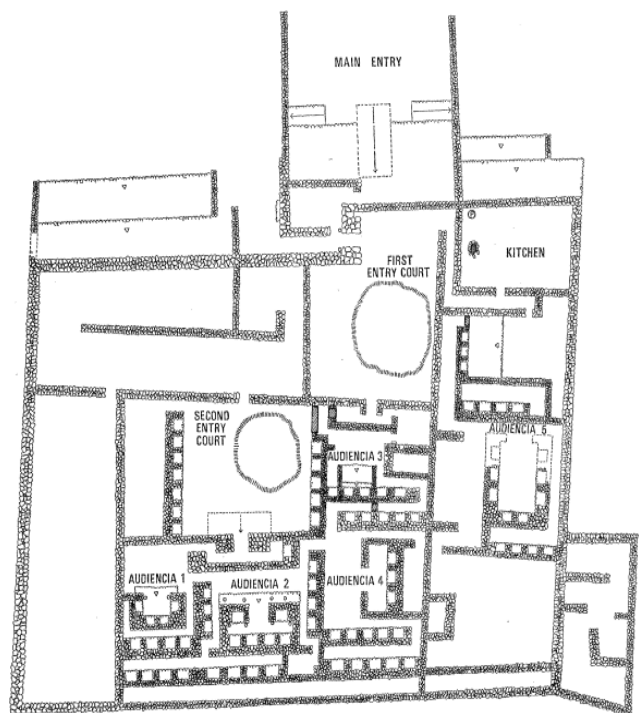 MAIN ENTRY
KITCHEN
FIRST
ENTRY COURT
SECOND
ENTRY
COURT
AUDIENCIA 5
AUDIENCIA 3
AUDIENCIA 1
AUDIENCIA 2
AUDIENCIA 4